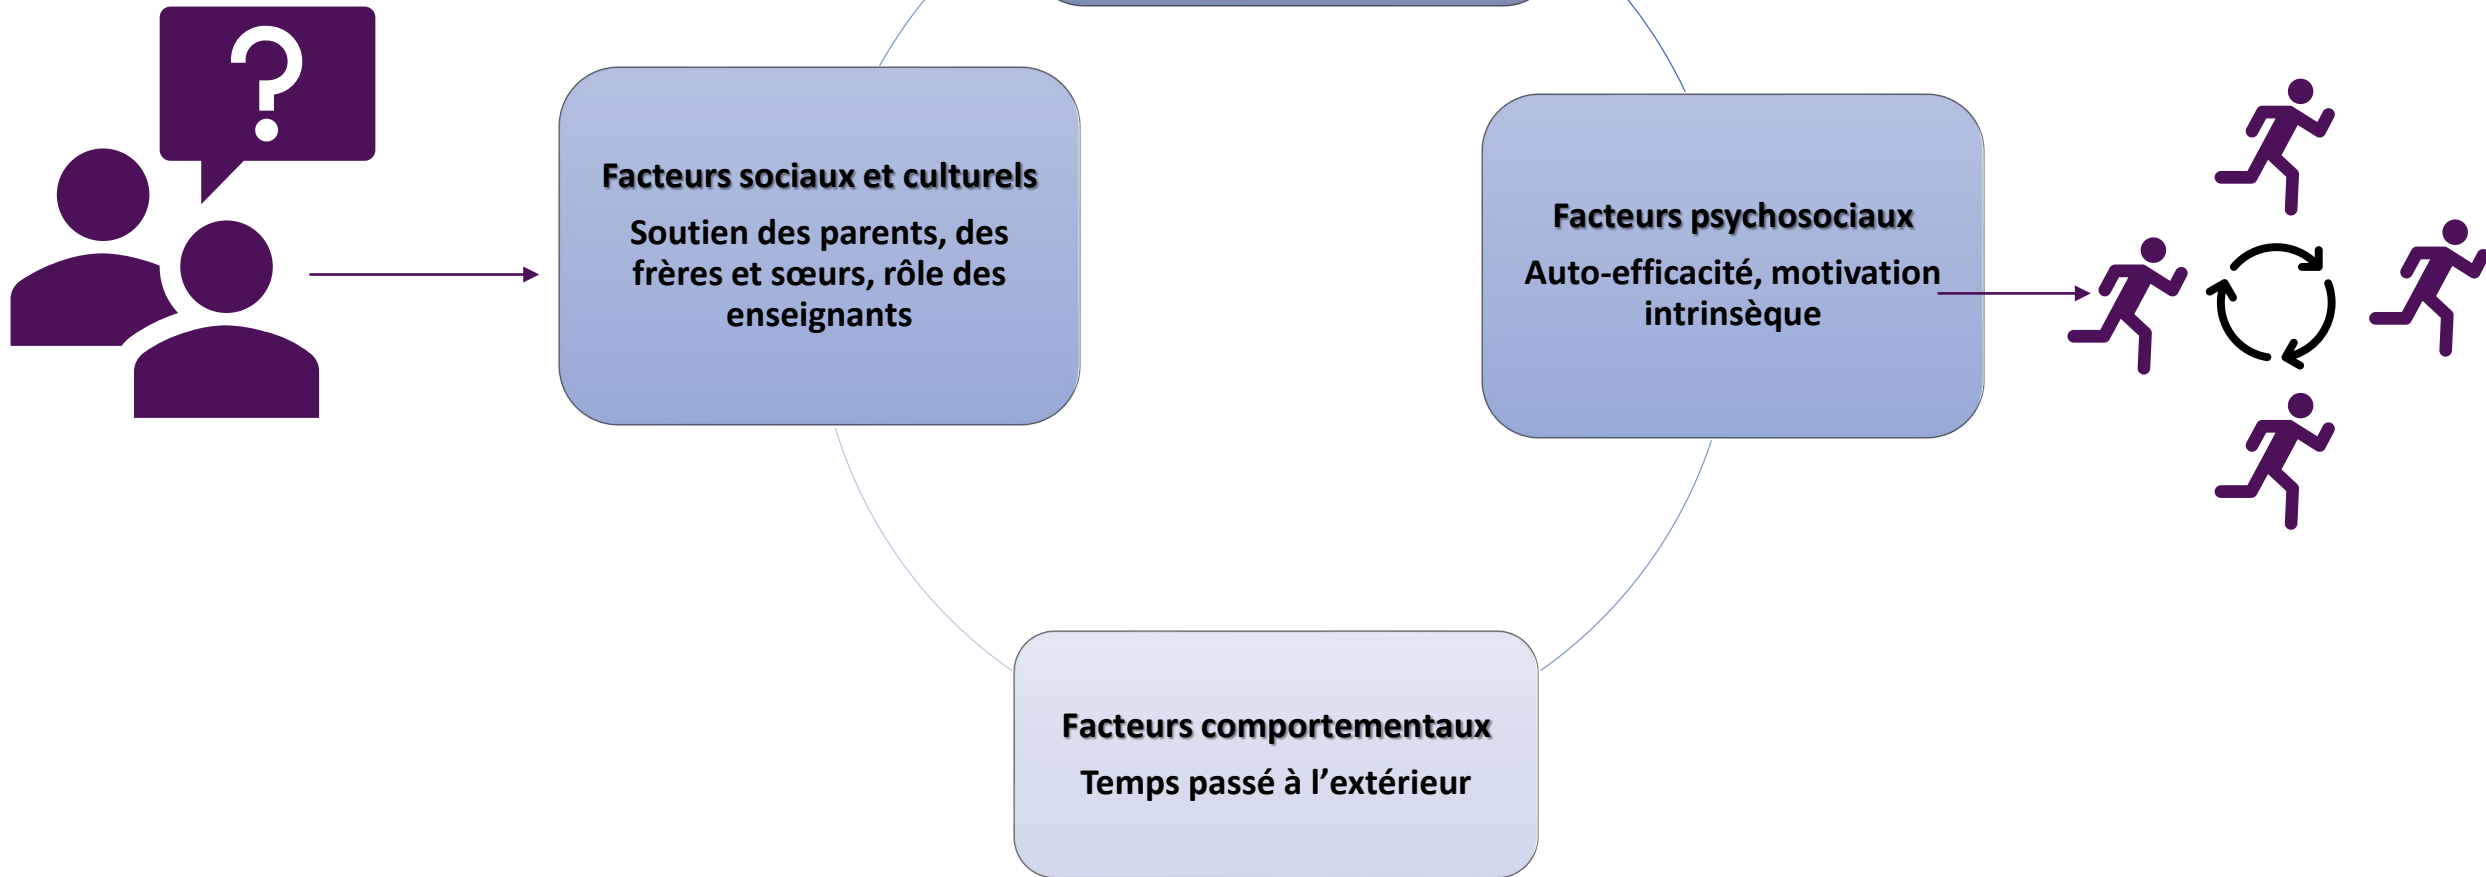 ?
Facteurs sociaux et culturels
Soutien des parents, des
frères et sœurs, rôle des
enseignants
Facteurs psychosociaux
Auto-efficacité, motivation
intrinsèque
Facteurs comportementaux
Temps passé à l’extérieur